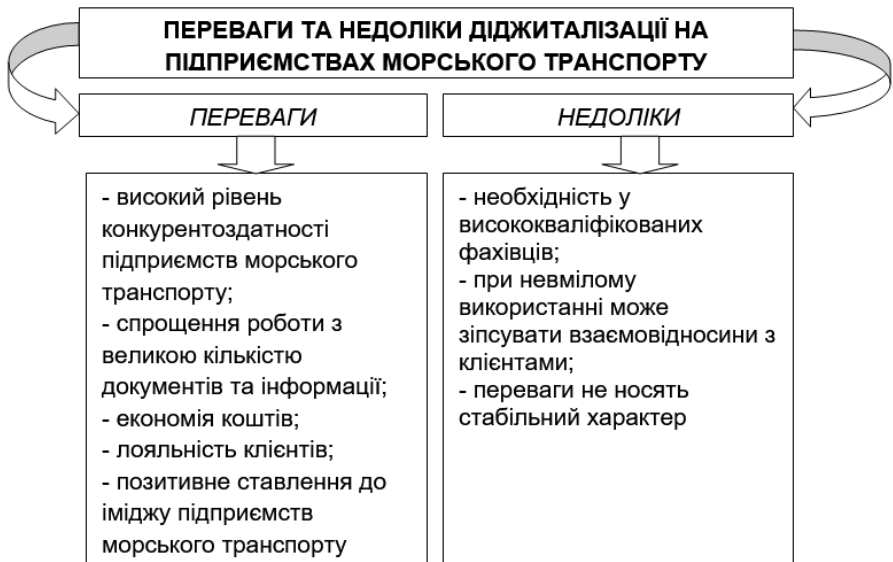 ПЕРЕВАГИ ТА НЕДОЛІКИ ДІДЖИТАЛІЗАЦІЇ НА
ПІДПРИЄМСТВАХ МОРСЬКОГО ТРАНСПОРТУ
ПЕРЕВАГИ
- високий рівень
конкурентоздатності
підприємств морського
транспорту;
- спрощення роботи з
великою кількістю
документів та інформації;
- економія коштів;
- лояльність клієнтів;
- позитивне ставлення до
іміджу підприємств
морського транспорту
НЕДОЛІКИ
- необхідність у
висококваліфікованих
фахівців;
- при невмілому
використанні може
зіпсувати взаємовідносини з
клієнтами;
- переваги не носять
стабільний характер